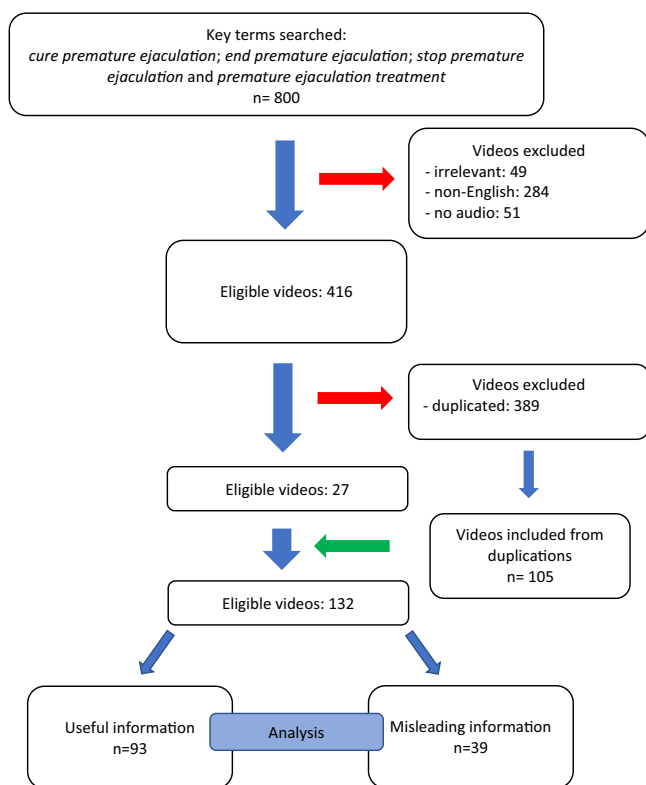 Key terms searched:
cure premature ejaculation; end premature ejaculation; stop premature
ejaculation and premature ejaculation treatment
n= 800
Videos excluded
- irrelevant: 49
- non-English: 284
- no audio: 51
Eligible videos: 416
Videos excluded
- duplicated: 389
Eligible videos: 27
Videos included from
duplications
n= 105
Eligible videos: 132
Useful information
n=93
Analysis
Misleading information
n=39